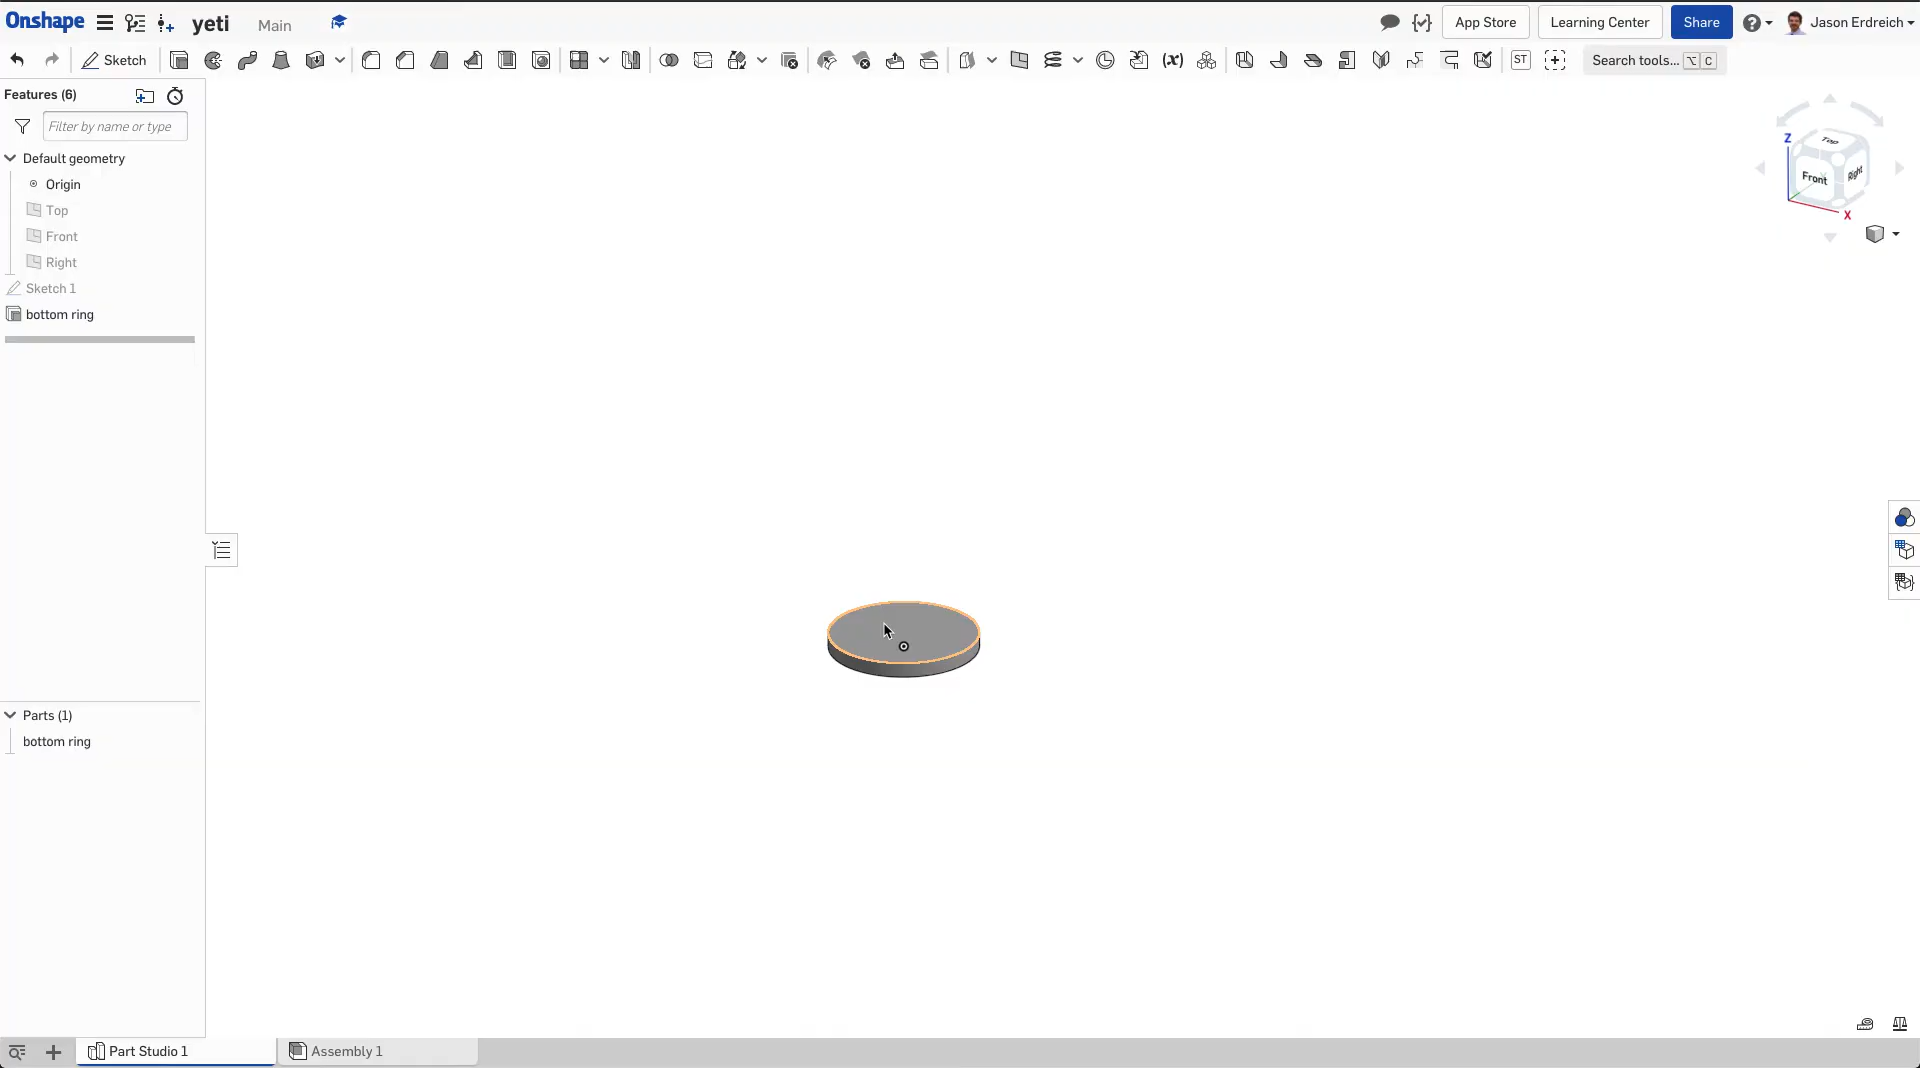 Onshape yeti Main App Store Learning Center Share Jason Erdreich
Sketch ST Search tools... ⌥ C
Features (6)
Filter by name or type
Default geometry
Origin
Top
Front
Right
Sketch 1
bottom ring
Z
Top
Front
Right
X
Parts (1)
bottom ring
Part Studio 1 Assembly 1